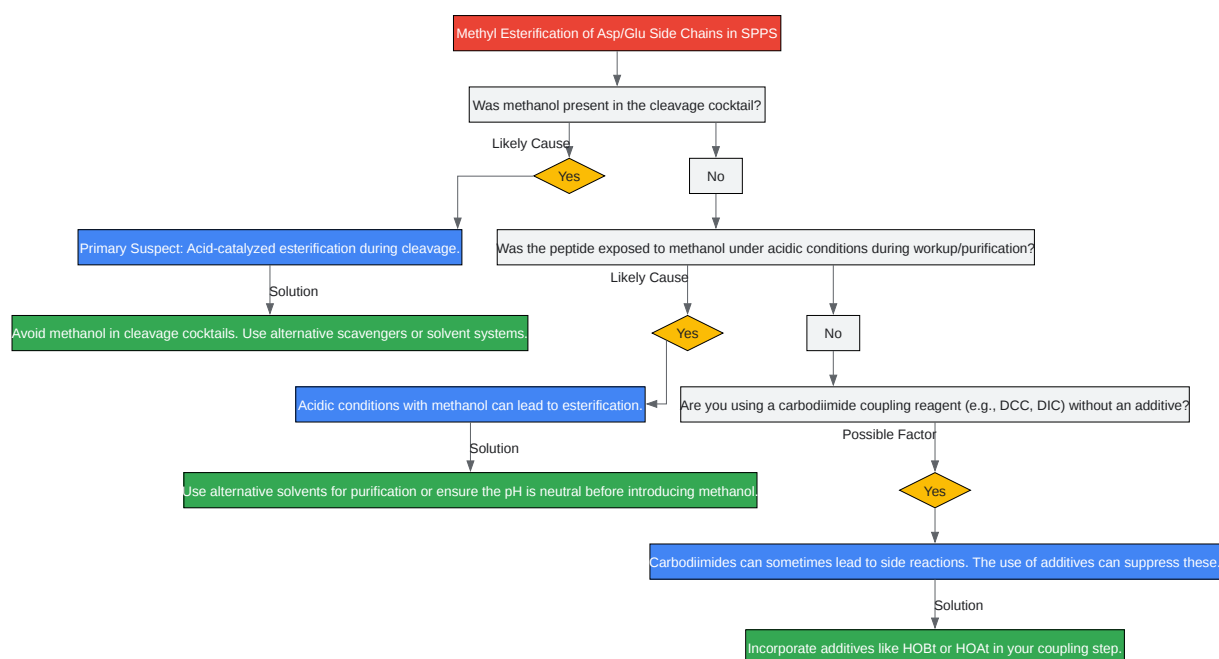 Methyl Esterification of Asp/Glu Side Chains in SPPS
Was methanol present in the cleavage cocktail?
Likely Cause
Yes
No
Primary Suspect: Acid-catalyzed esterification during cleavage.
Was the peptide exposed to methanol under acidic conditions during workup/purification?
Likely Cause
Solution
Avoid methanol in cleavage cocktails. Use alternative scavengers or solvent systems.
Yes
No
Acidic conditions with methanol can lead to esterification.
Are you using a carbodiimide coupling reagent (e.g., DCC, DIC) without an additive?
Possible Factor
Solution
Use alternative solvents for purification or ensure the pH is neutral before introducing methanol.
Yes
Carbodiimides can sometimes lead to side reactions. The use of additives can suppress these.
Solution
Incorporate additives like HOBt or HOAt in your coupling step.